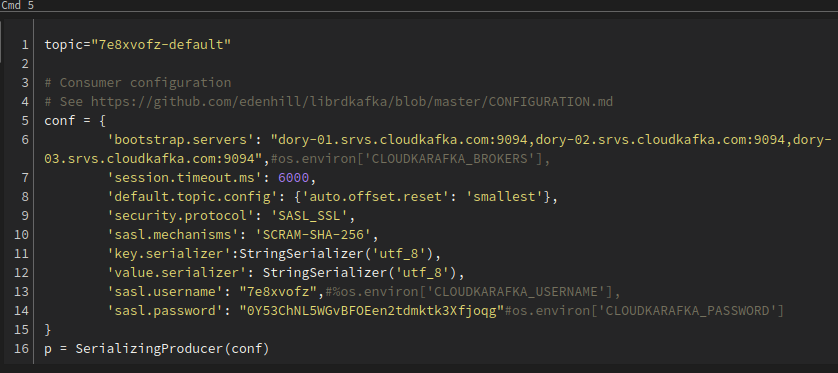 Cmd 5
1 topic="7e8xvofz-default"
2
3 # Consumer configuration
4 # See https://github.com/edenhill/librdkafka/blob/master/CONFIGURATION.md
5 conf = {
6 'bootstrap.servers': "dory-01.srvs.cloudkafka.com:9094,dory-02.srvs.cloudkafka.com:9094,dory-
03.srvs.cloudkafka.com:9094",#os.environ['CLOUDKARAFKA_BROKERS'],
7 'session.timeout.ms': 6000,
8 'default.topic.config': {'auto.offset.reset': 'smallest'},
9 'security.protocol': 'SASL_SSL',
10 'sasl.mechanisms': 'SCRAM-SHA-256',
11 'key.serializer':StringSerializer('utf_8'),
12 'value.serializer': StringSerializer('utf_8'),
13 'sasl.username': "7e8xvofz",#%os.environ['CLOUDKARAFKA_USERNAME'],
14 'sasl.password': "0Y53ChNL5WGvBFOEen2tdmktk3Xfjoqg"#os.environ['CLOUDKARAFKA_PASSWORD']
15 }
16 p = SerializingProducer(conf)